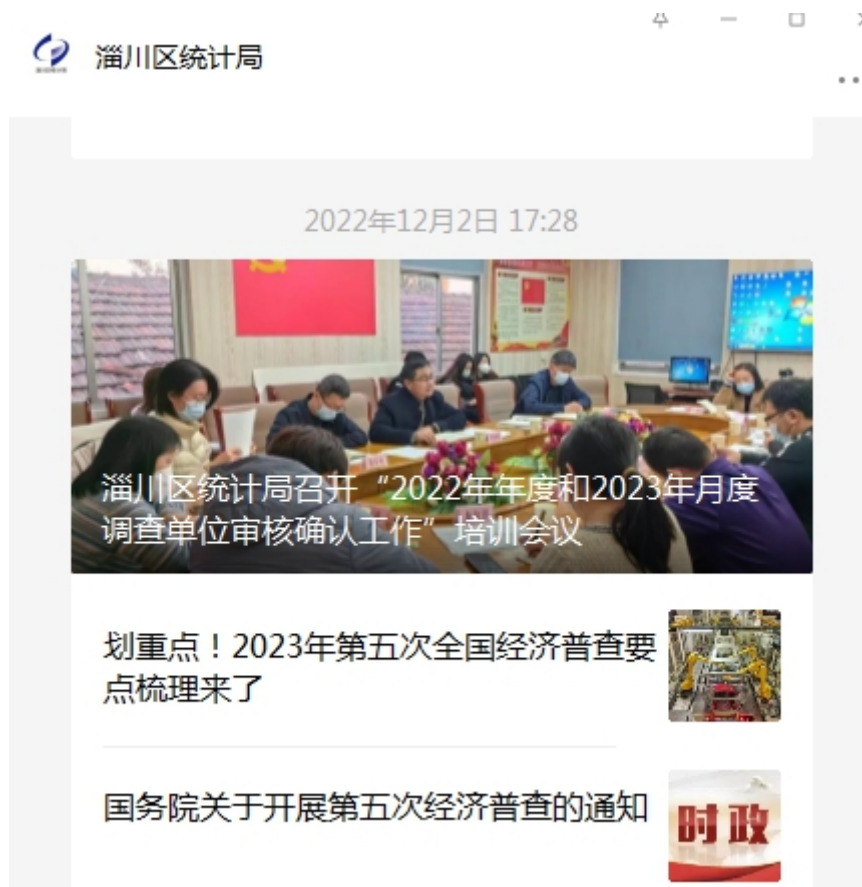 淄川区统计局
2022年12月2日 17:28
淄川区统计局召开“2022年年度和2023年月度
调查单位审核确认工作”培训会议
划重点！2023年第五次全国经济普查要
点梳理来了
国务院关于开展第五次经济普查的通知
时政